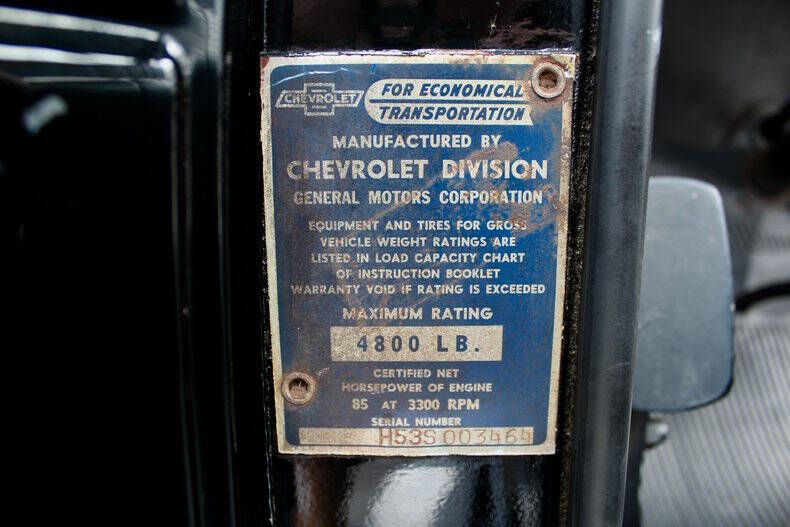 CHEVROLET
FOR ECONOMICAL
TRANSPORTATION
MANUFACTURED BY
CHEVROLET DIVISION
GENERAL MOTORS CORPORATION
EQUIPMENT AND TIRES FOR GROSS
VEHICLE WEIGHT RATINGS ARE
LISTED IN LOAD CAPACITY CHART
OF INSTRUCTION BOOKLET
WARRANTY VOID IF RATING IS EXCEEDED
MAXIMUM RATING
4800 LB.
CERTIFIED NET
HORSEPOWER OF ENGINE
85 AT 3300 RPM
SERIAL NUMBER
H53S003464